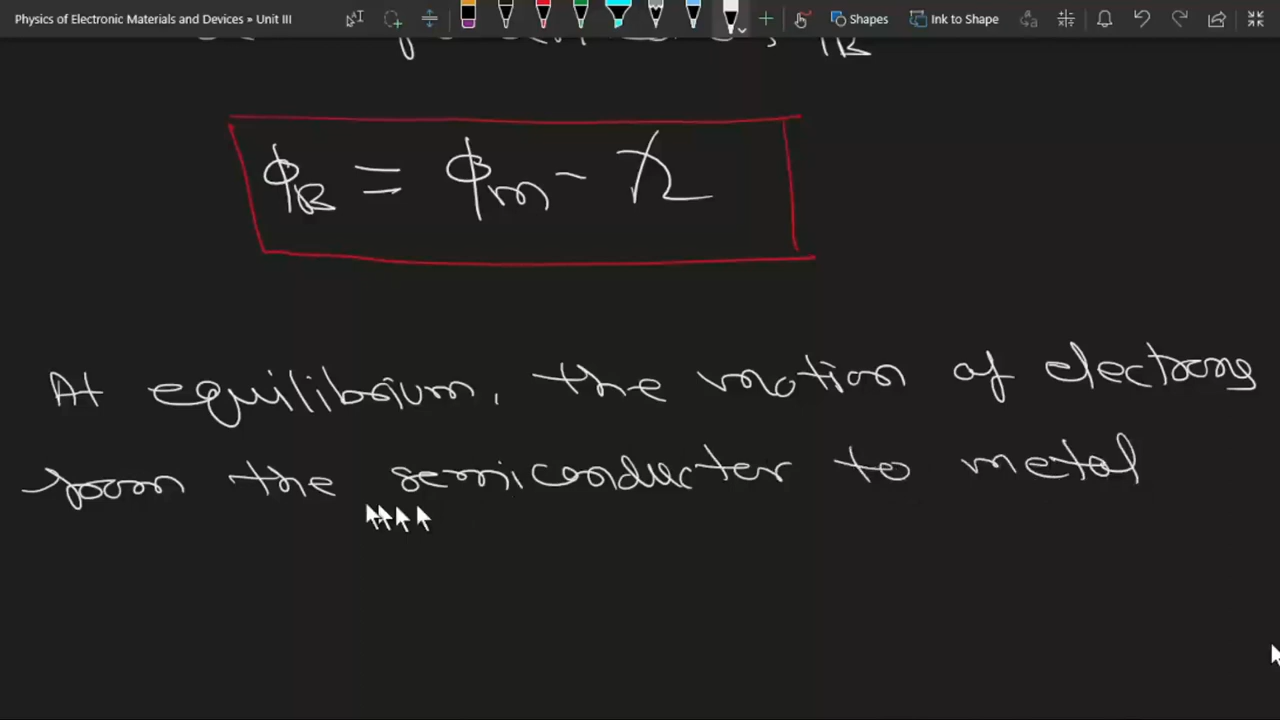 Physics of Electronic Materials and Devices » Unit III
Shapes
Ink to Shape
ϕB = ϕm - χ
At equilibrium, the motion of electrons
from the semiconductor to metal